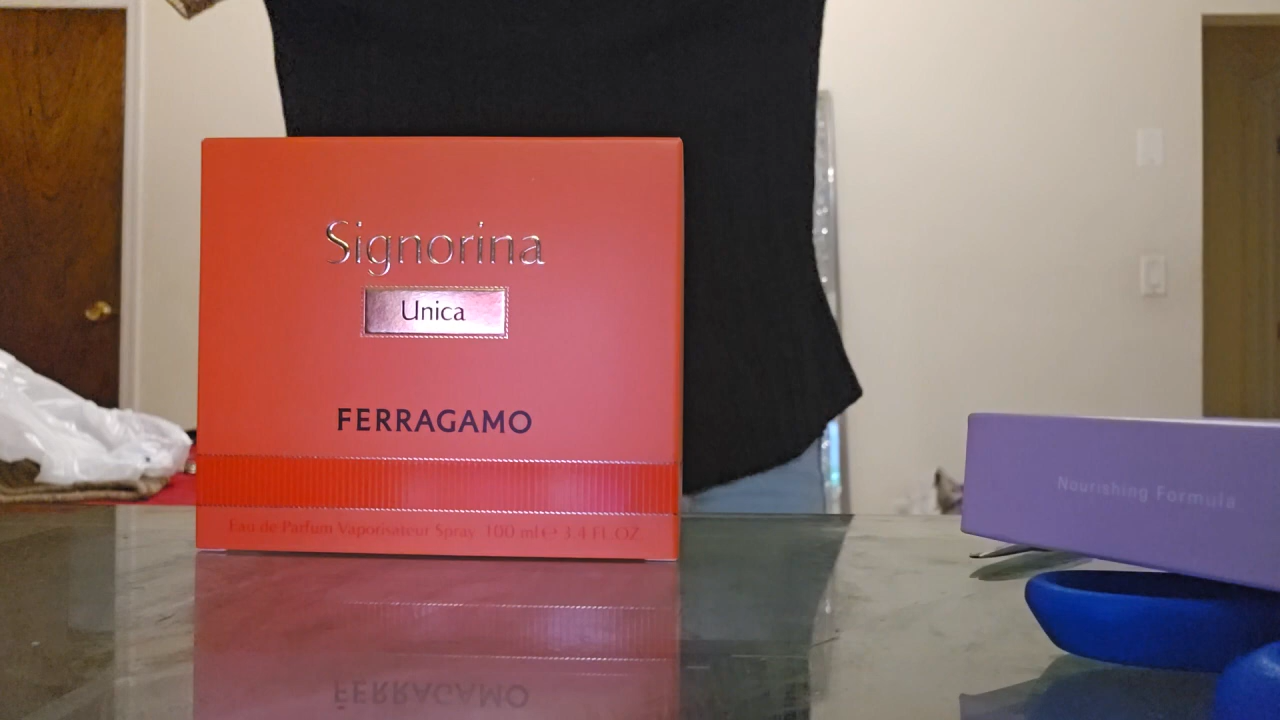 Signorina
Unica
FERRAGAMO
Eau de Parfum Vaporisateur Spray 100 ml ℮ 3.4 FL.OZ.
Nourishing Formula